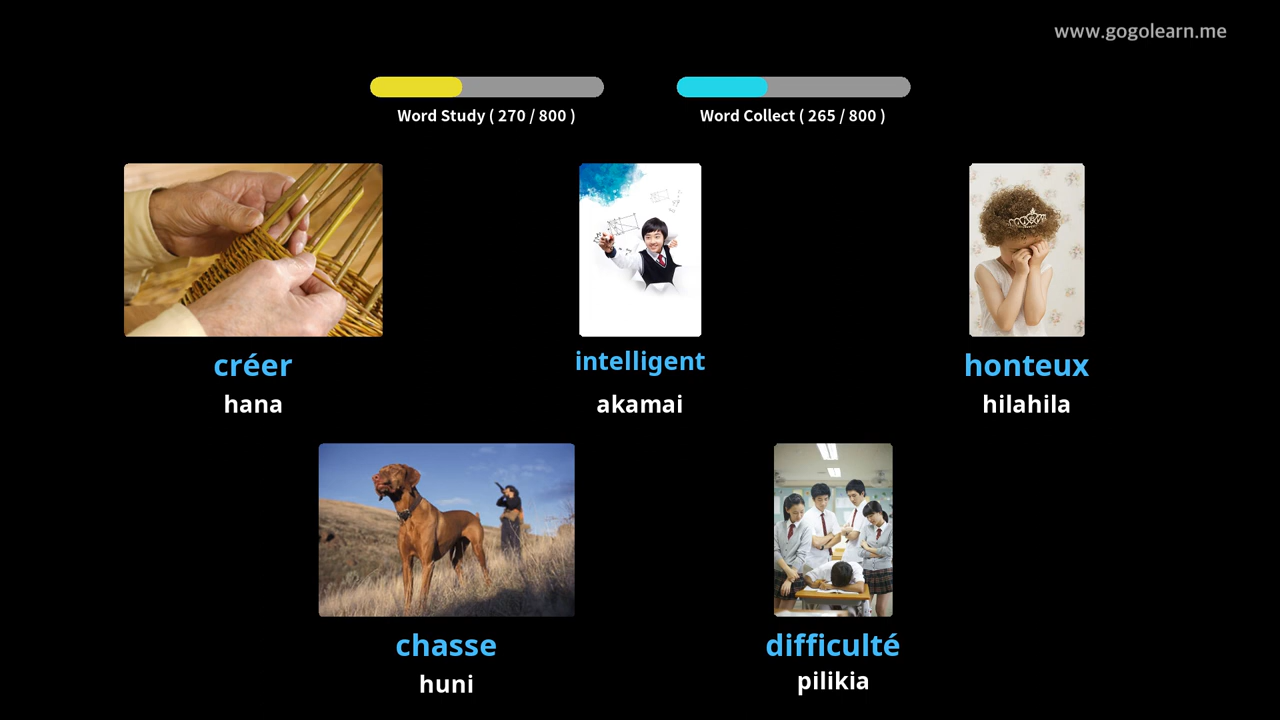 www.gogolearn.me
Word Study ( 270 / 800 )
Word Collect ( 265 / 800 )
créer
hana
intelligent
akamai
honteux
hilahila
chasse
huni
difficulté
pilikia